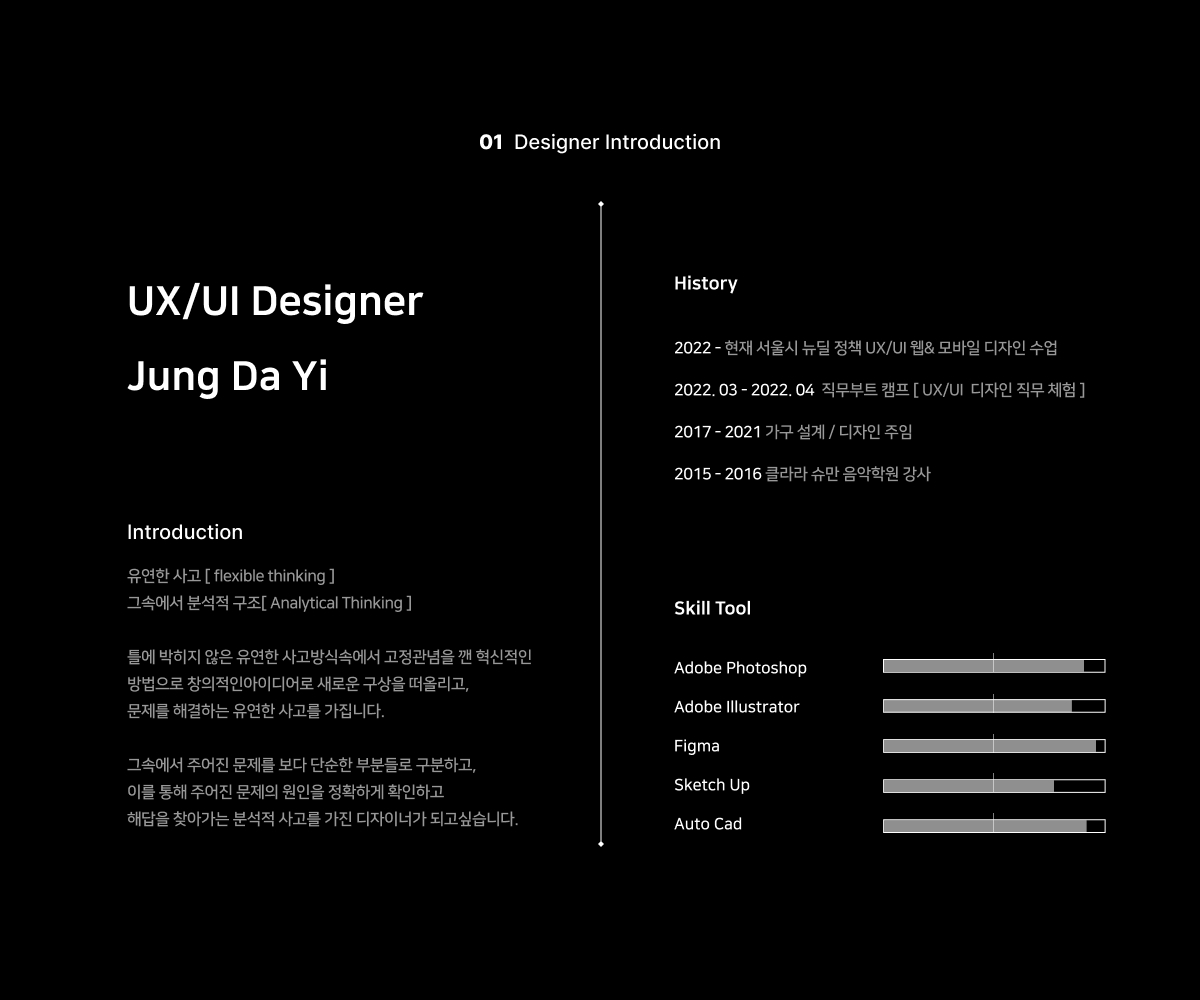 01 Designer Introduction
UX/UI Designer
Jung Da Yi
Introduction
유연한 사고 [ flexible thinking ]
그속에서 분석적 구조[ Analytical Thinking ]
틀에 박히지 않은 유연한 사고방식속에서 고정관념을 깬 혁신적인
방법으로 창의적인아이디어로 새로운 구상을 떠올리고,
문제를 해결하는 유연한 사고를 가집니다.
그속에서 주어진 문제를 보다 단순한 부분들로 구분하고,
이를 통해 주어진 문제의 원인을 정확하게 확인하고
해답을 찾아가는 분석적 사고를 가진 디자이너가 되고싶습니다.
History
2022 - 현재 서울시 뉴딜 정책 UX/UI 웹& 모바일 디자인 수업
2022. 03 - 2022. 04 직무부트 캠프 [ UX/UI 디자인 직무 체험 ]
2017 - 2021 가구 설계 / 디자인 주임
2015 - 2016 클라라 슈만 음악학원 강사
Skill Tool
Adobe Photoshop
Adobe Illustrator
Figma
Sketch Up
Auto Cad